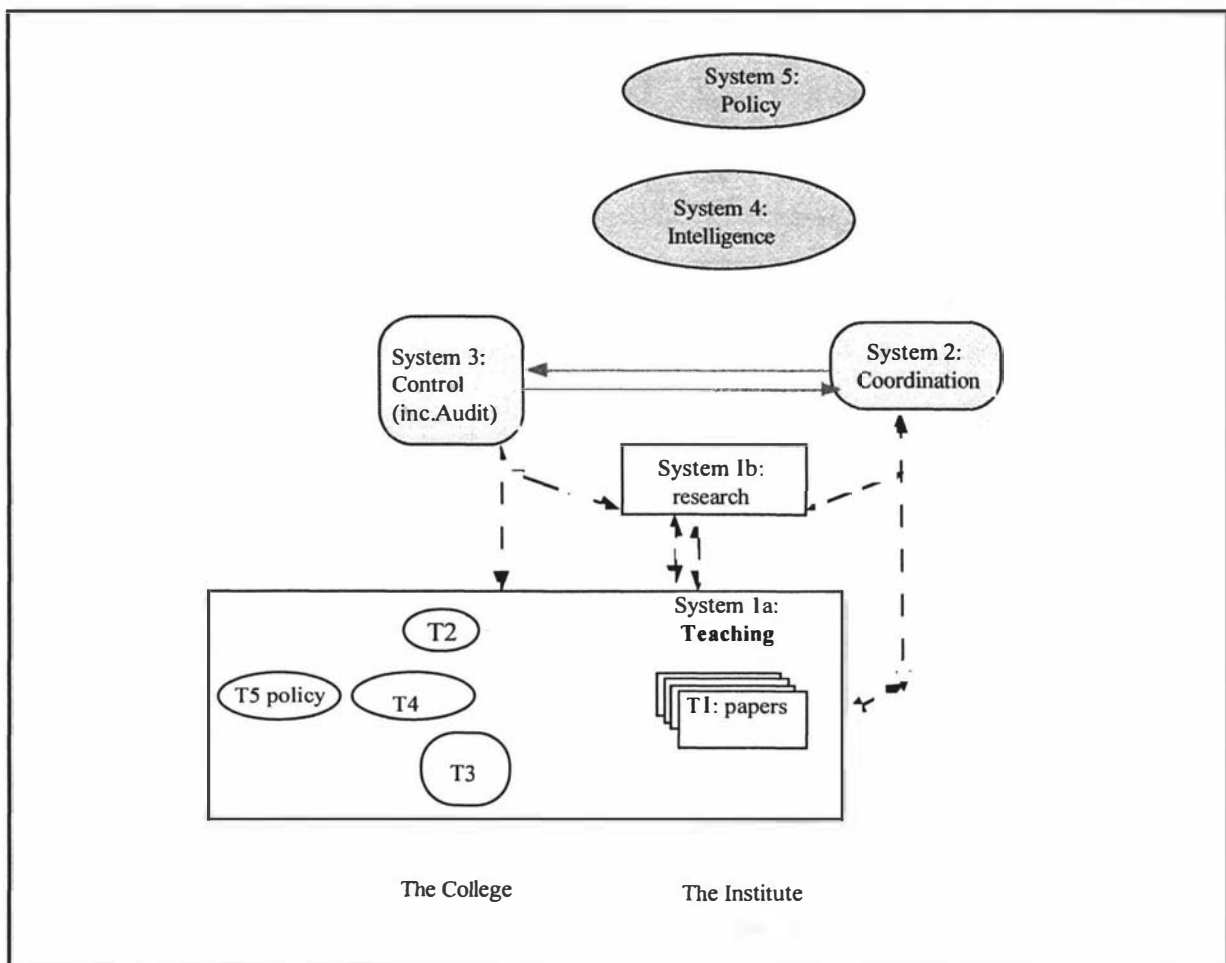 System 5:
Policy
System 4:
Intelligence
System 3:
Control
(inc.Audit)
System 2:
Coordination
System 1b:
research
System 1a:
Teaching
T2
T5 policy
T4
T1: papers
T3
The College
The Institute